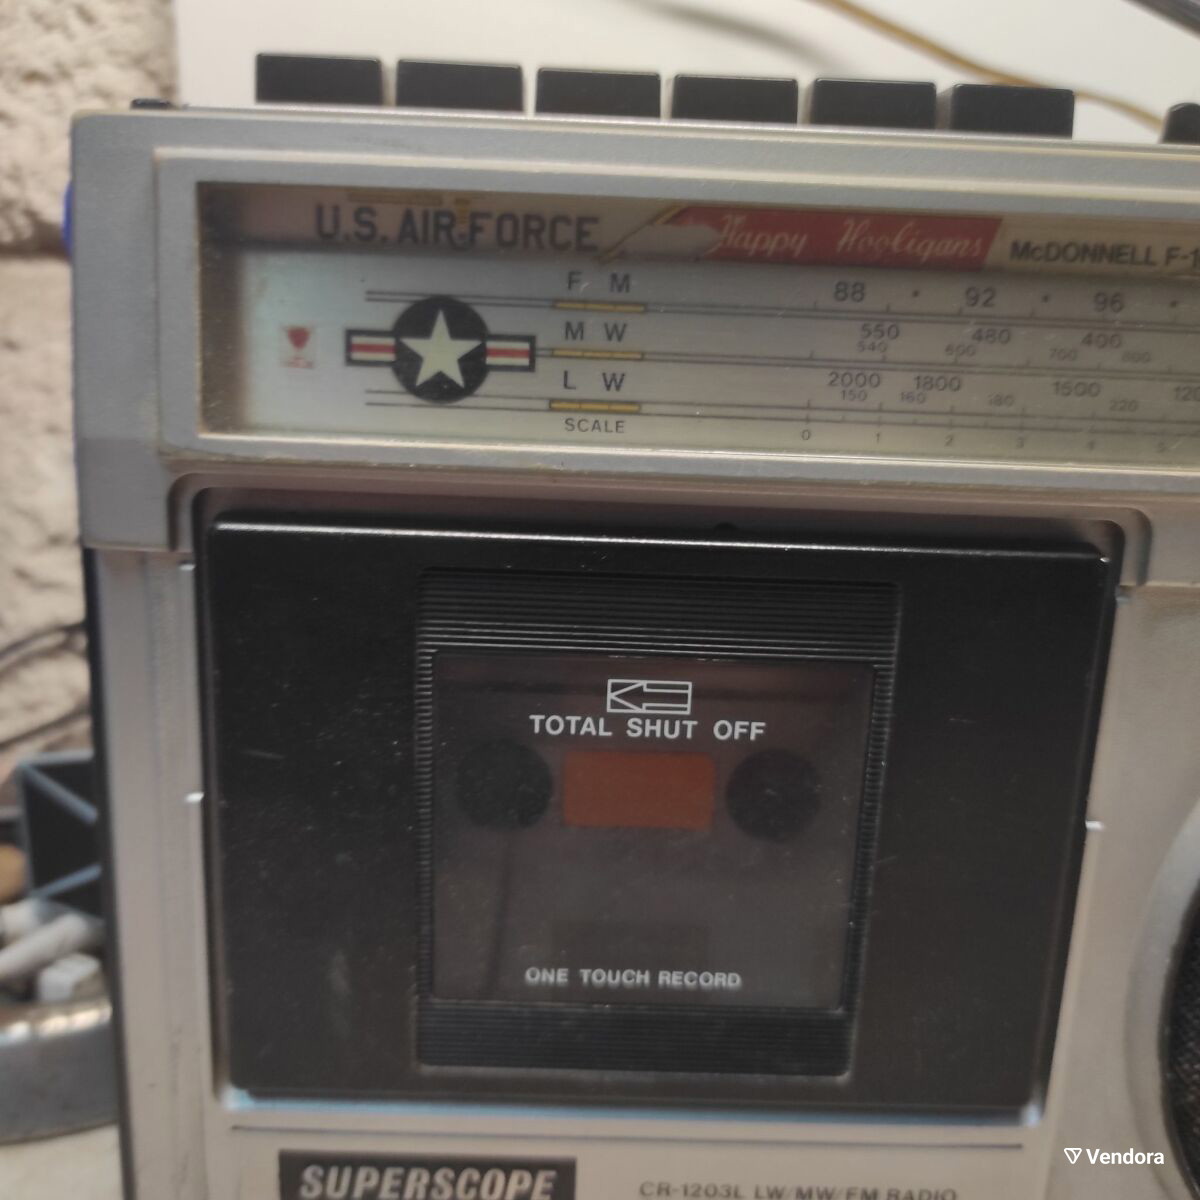 U.S. AIR FORCE Happy Hooligans McDONNELL F-1
F M 88 92 96
M W 550 480 400
540 600 700 800
L W 2000 1800 1500 120
150 160 180 220
SCALE 0 1 2 3 4 5
TOTAL SHUT OFF
ONE TOUCH RECORD
SUPERSCOPE CR-1203L LW/MW/FM RADIO
Vendora